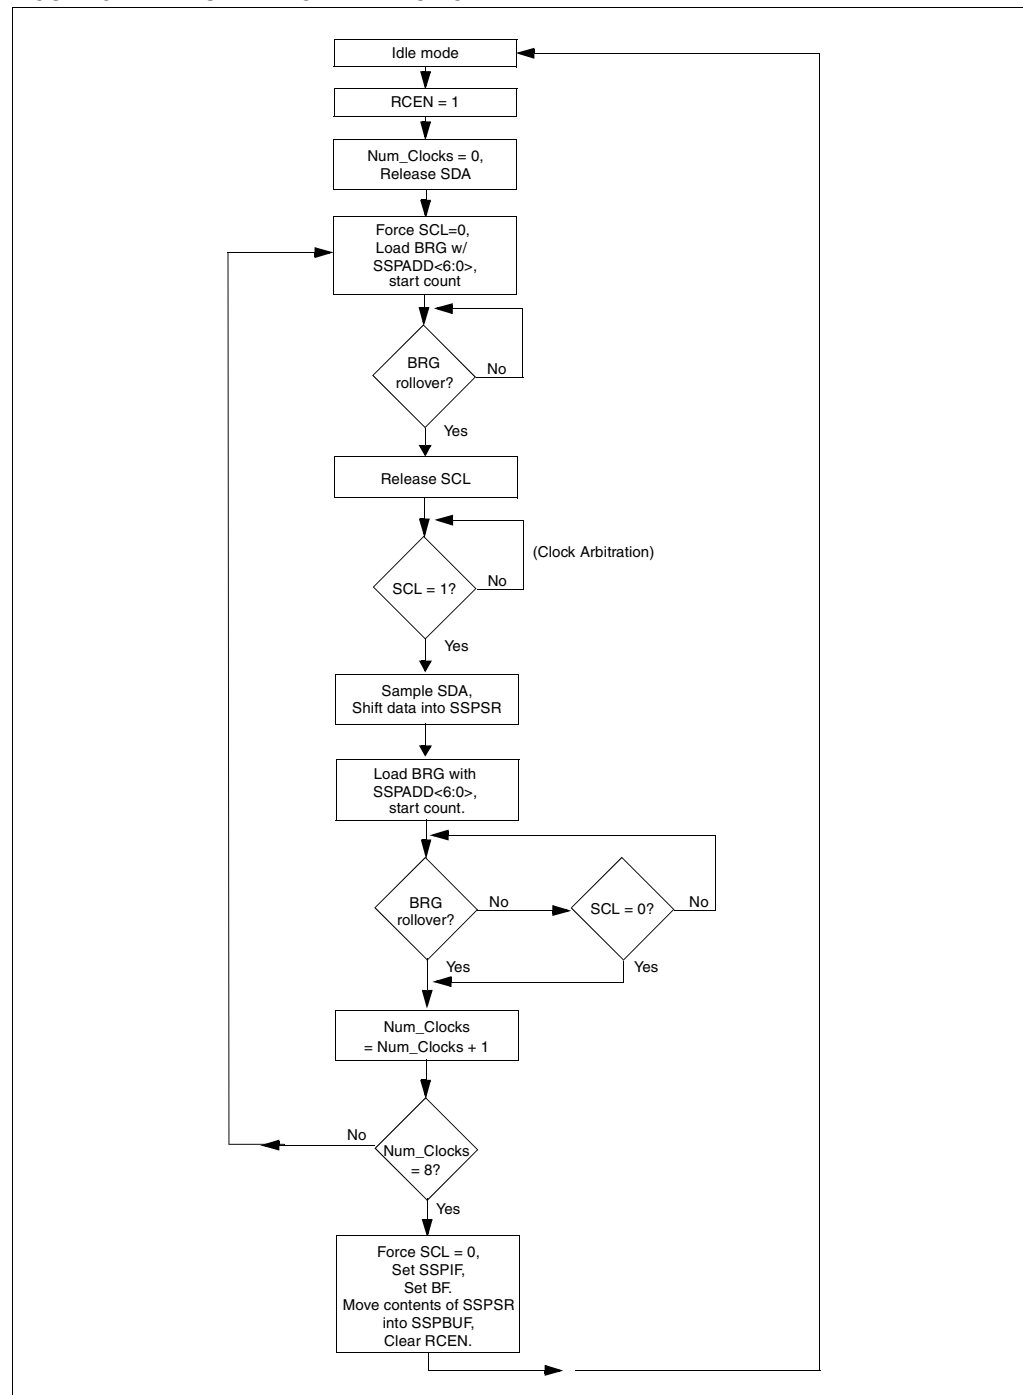 Idle mode
RCEN = 1
Num_Clocks = 0,
Release SDA
Force SCL=0,
Load BRG w/
SSPADD<6:0>,
start count
BRG
rollover?
No
Yes
Release SCL
(Clock Arbitration)
SCL = 1?
No
Yes
Sample SDA,
Shift data into SSPSR
Load BRG with
SSPADD<6:0>,
start count.
BRG
rollover?
No
SCL = 0?
No
Yes
Yes
Num_Clocks
= Num_Clocks + 1
No
Num_Clocks
= 8?
Yes
Force SCL = 0,
Set SSPIF,
Set BF.
Move contents of SSPSR
into SSPBUF,
Clear RCEN.